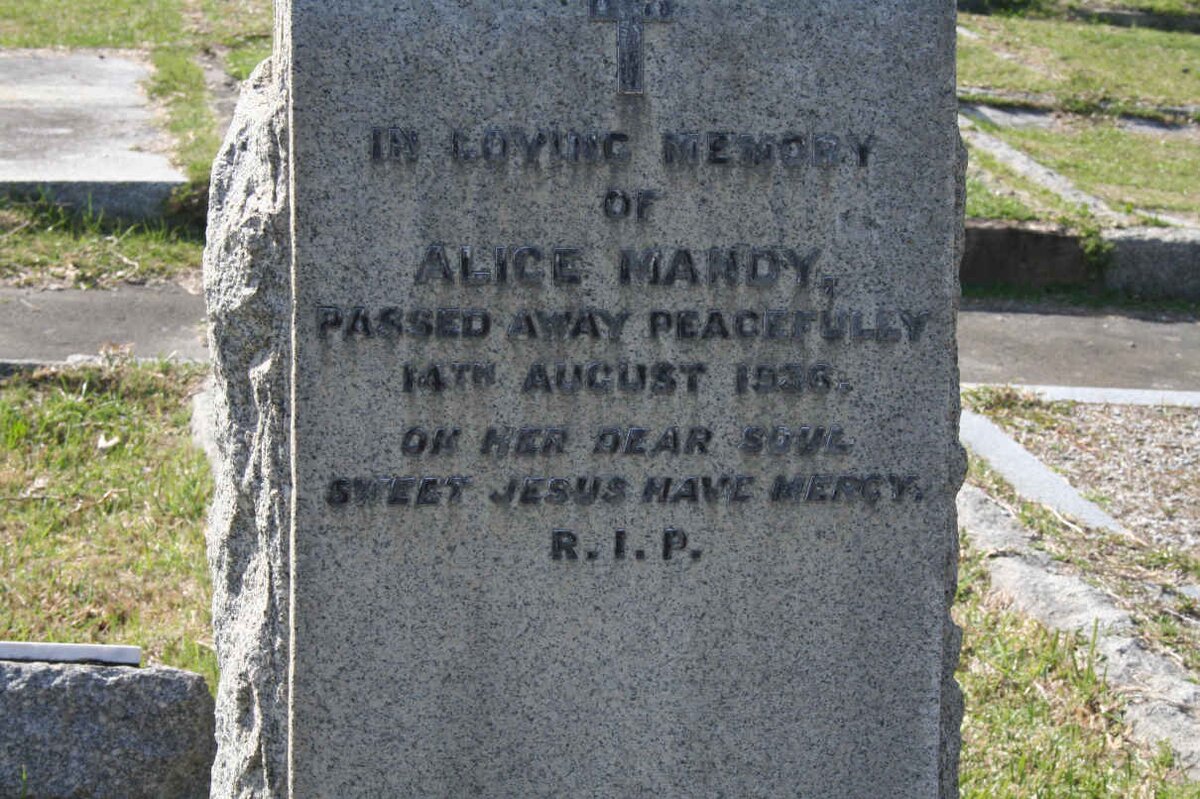 IN LOVING MEMORY
OF
ALICE MANDY,
PASSED AWAY PEACEFULLY
14TH AUGUST 1936.
ON HER DEAR SOUL
SWEET JESUS HAVE MERCY.
R.I.P.